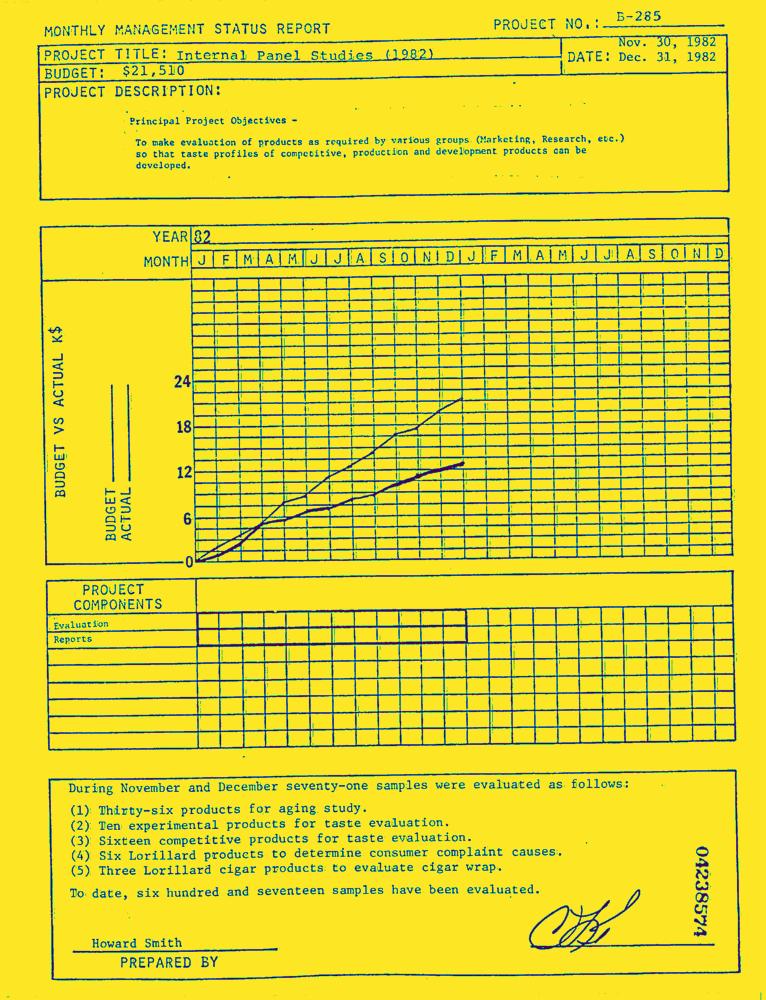 MONTHLY MANAGEMENT STATUS REPORT
PROJECT NO.: B-285
PROJECT TITLE: Internal Panel Studies (1982)
Nov. 30, 1982
DATE: Dec. 31, 1982
BUDGET: $21,510
PROJECT DESCRIPTION:
Principal Project Objectives -
To make evaluation of products as required by various groups (Marketing, Research, etc.)
so that taste profiles of competitive, production and development products can be
developed.
YEAR 82
MONTH J F M A M J J A S O N D J F M A M J J A S O N D
BUDGET VS ACTUAL K$
BUDGET
ACTUAL
24
18
12
6
0
PROJECT
COMPONENTS
Evaluation
Reports
During November and December seventy-one samples were evaluated as follows:
(1) Thirty-six products for aging study.
(2) Ten experimental products for taste evaluation.
(3) Sixteen competitive products for taste evaluation.
(4) Six Lorillard products to determine consumer complaint causes.
(5) Three Lorillard cigar products to evaluate cigar wrap.
To date, six hundred and seventeen samples have been evaluated.
04238574
Howard Smith
PREPARED BY